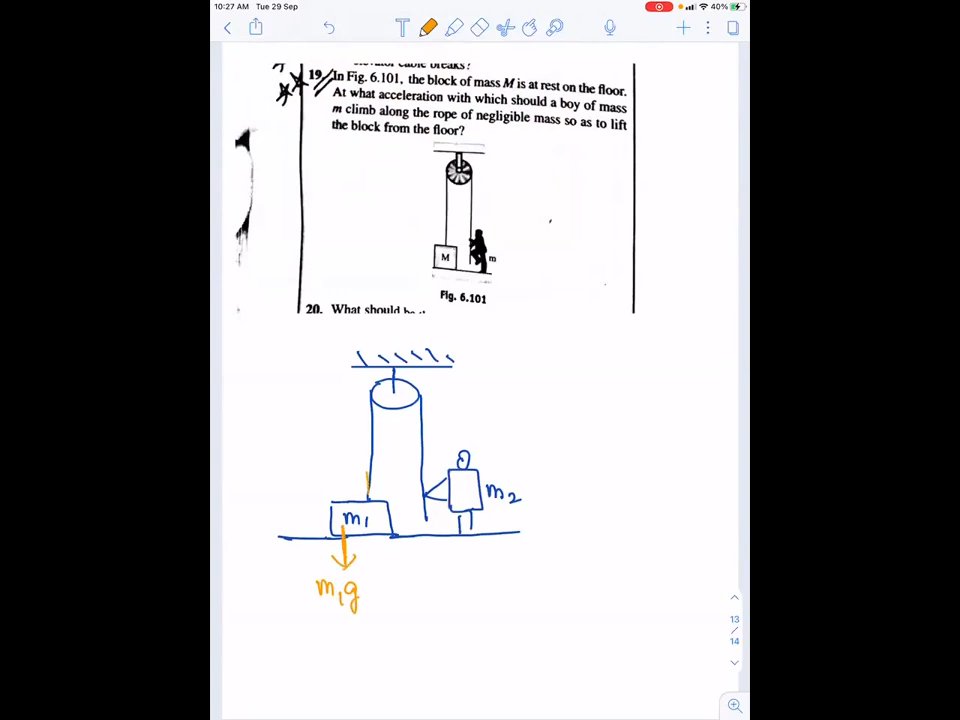 10:27 AM Tue 29 Sep
40%
19. In Fig. 6.101, the block of mass M is at rest on the floor.
At what acceleration with which should a boy of mass
m climb along the rope of negligible mass so as to lift
the block from the floor?
M
m
Fig. 6.101
20. What should
m1
m2
m1g
13
/
14